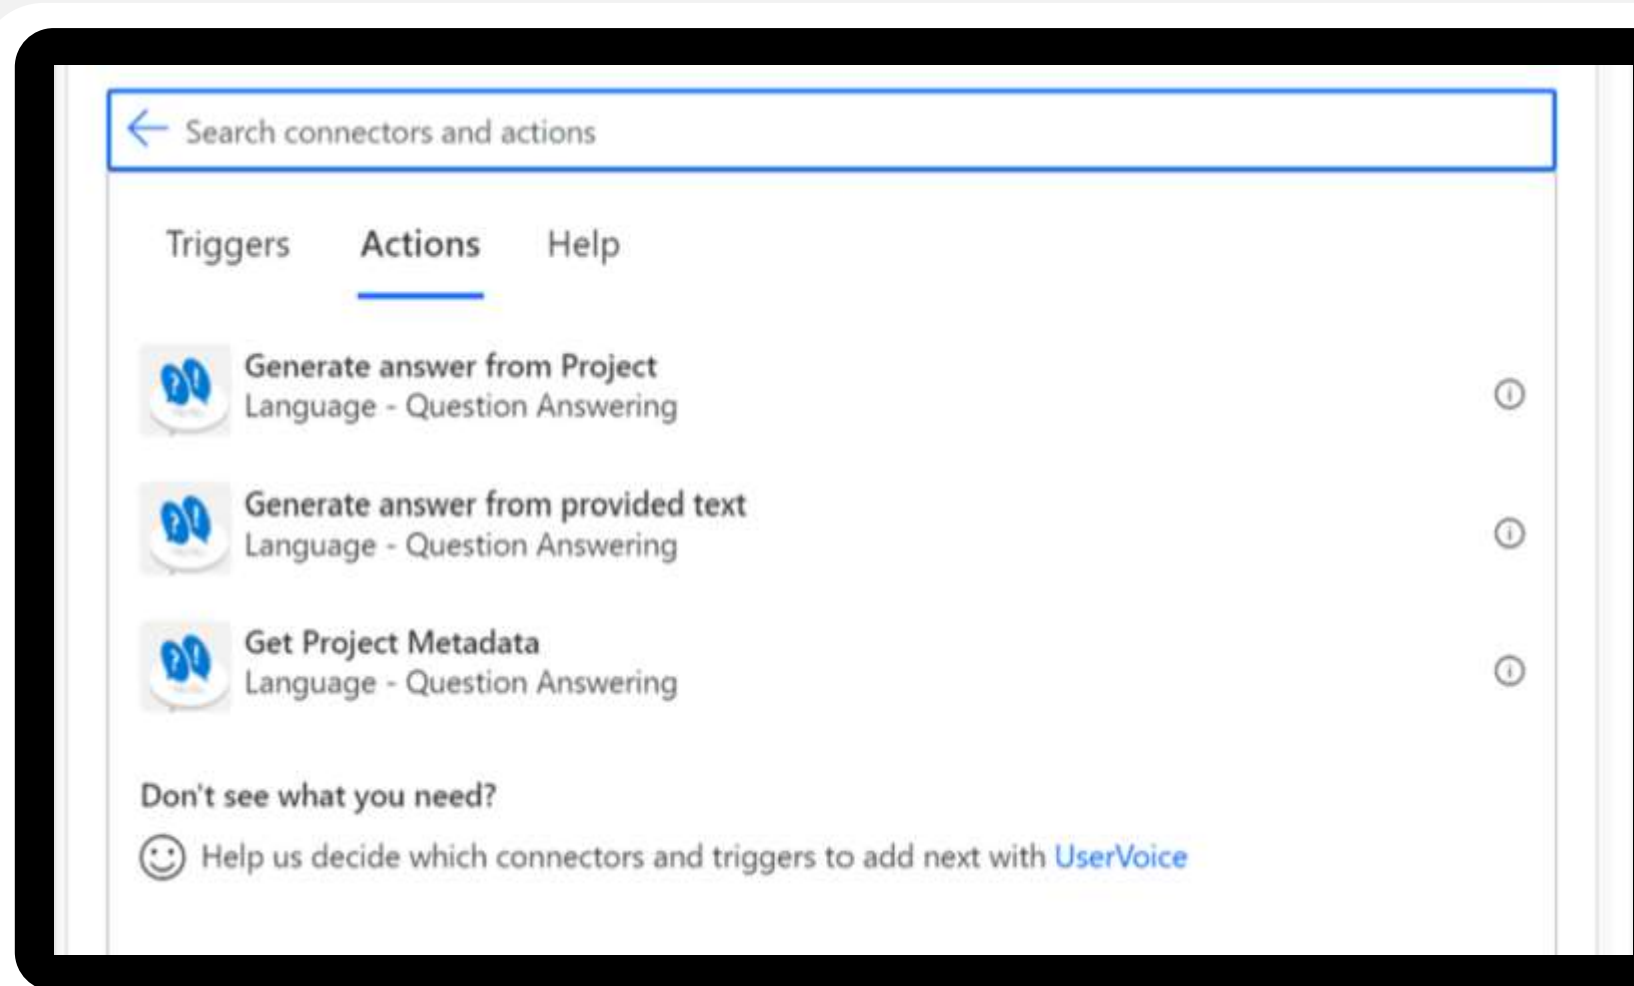 Search connectors and actions
Triggers Actions Help
Generate answer from Project
Language - Question Answering
Generate answer from provided text
Language - Question Answering
Get Project Metadata
Language - Question Answering
Don't see what you need?
Help us decide which connectors and triggers to add next with UserVoice